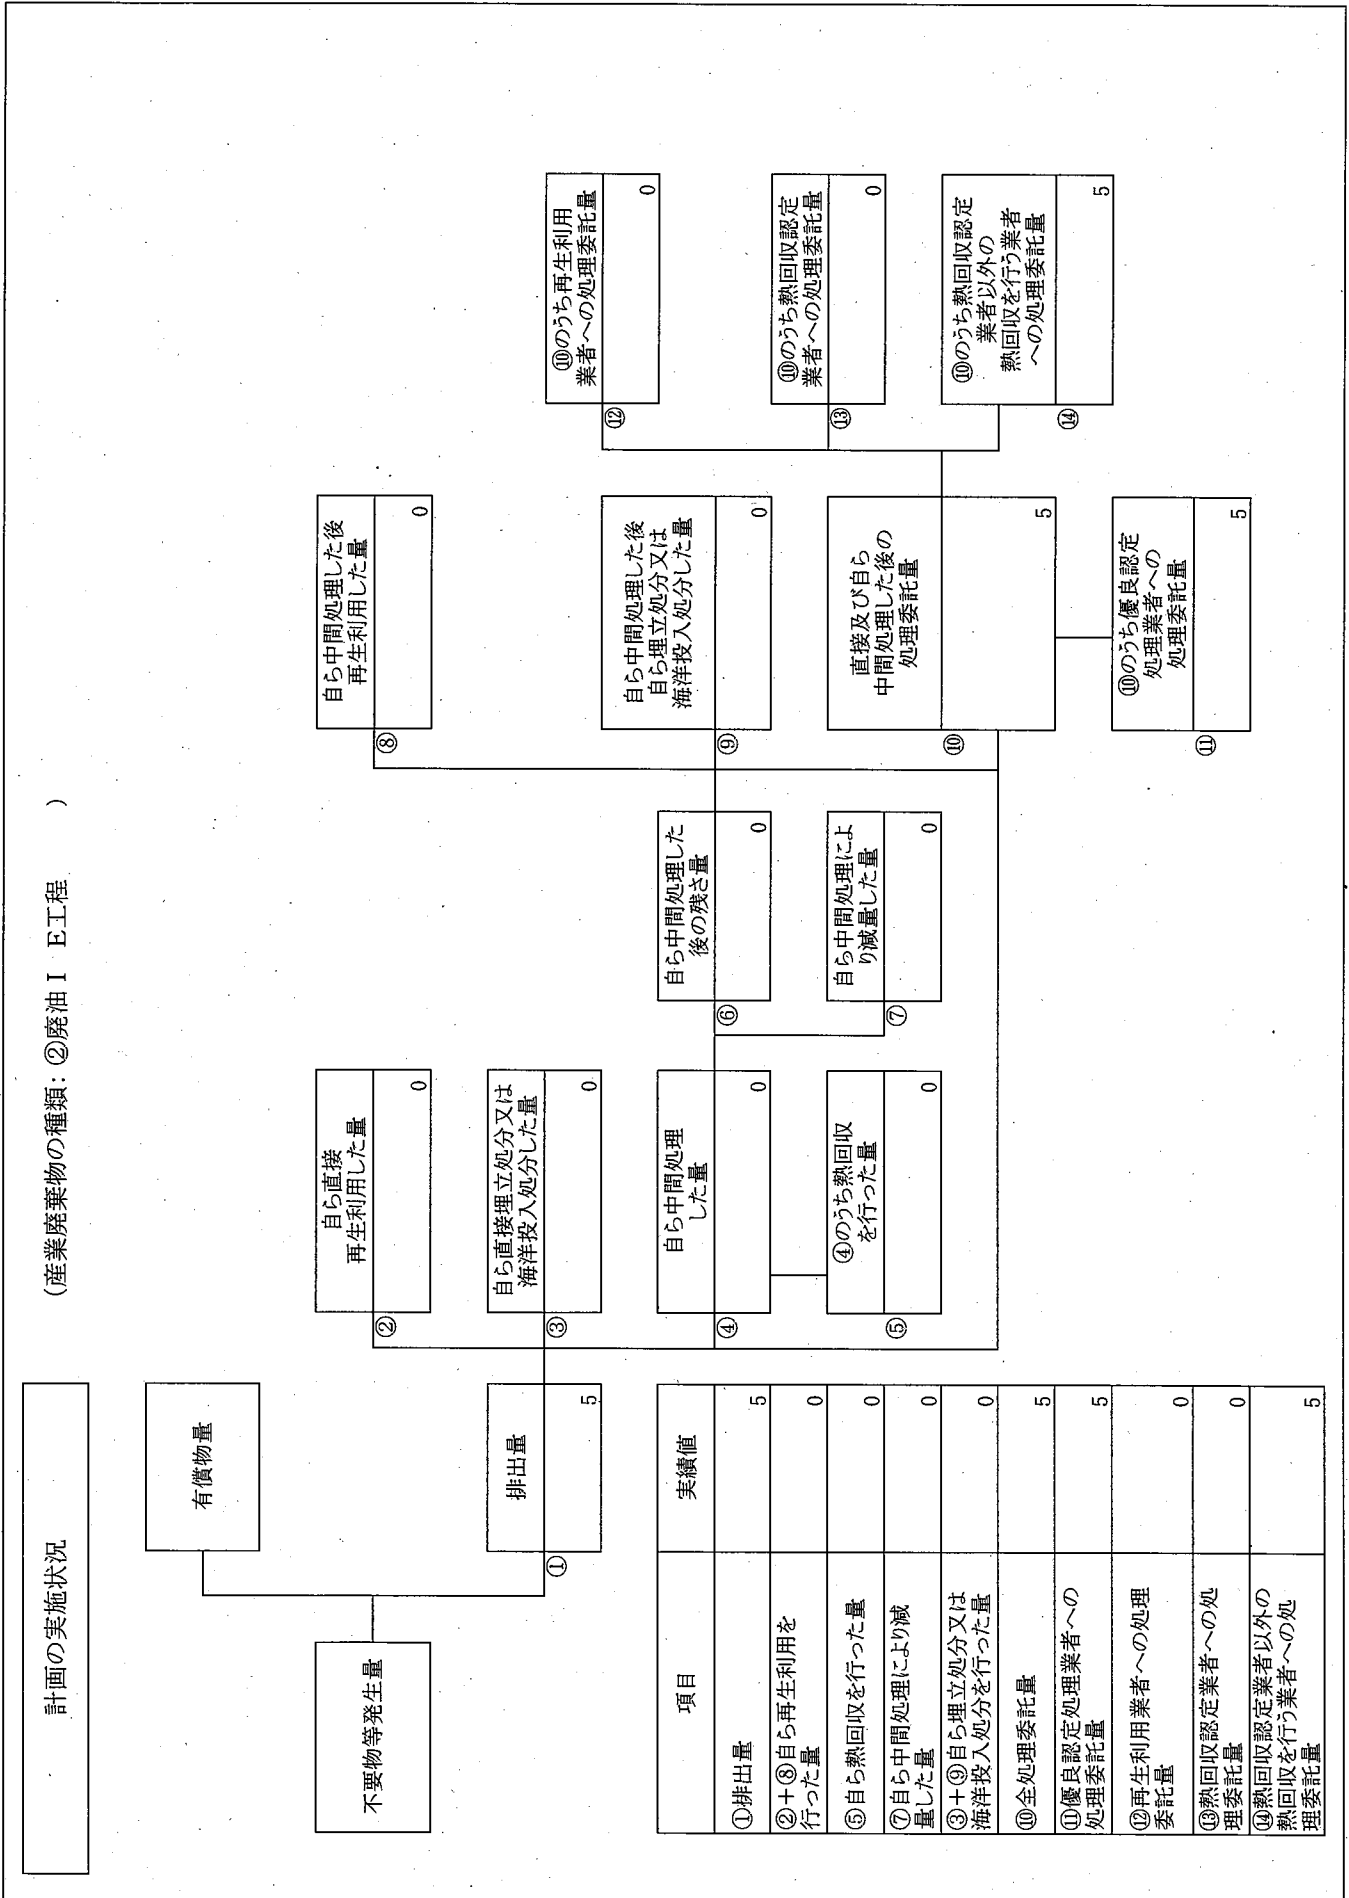 計画の実施状況
(産業廃棄物の種類：②廃油Ⅰ E工程 )
不要物等発生量
有償物量
①
排出量
5
②
自ら直接
再生利用した量
0
③
自ら直接埋立処分又は
海洋投入処分した量
0
④
自ら中間処理
した量
0
⑤
④のうち熱回収
を行った量
0
⑥
自ら中間処理した
後の残さ量
0
⑦
自ら中間処理によ
り減量した量
0
⑧
自ら中間処理した後
再生利用した量
0
⑨
自ら中間処理した後
自ら埋立処分又は
海洋投入処分した量
0
⑩
直接及び自ら
中間処理した後の
処理委託量
5
⑪
⑩のうち優良認定
処理業者への
処理委託量
5
⑫
⑩のうち再生利用
業者への処理委託量
0
⑬
⑩のうち熱回収認定
業者への処理委託量
0
⑭
⑩のうち熱回収認定
業者以外の
熱回収を行う業者
への処理委託量
5
項目 実績値
①排出量 5
②+⑧自ら再生利用を
行った量 0
⑤自ら熱回収を行った量 0
⑦自ら中間処理により減
量した量 0
③+⑨自ら埋立処分又は
海洋投入処分を行った量 0
⑩全処理委託量 5
⑪優良認定処理業者への
処理委託量 5
⑫再生利用業者への処理
委託量 0
⑬熱回収認定業者への処
理委託量 0
⑭熱回収認定業者以外の
熱回収を行う業者への処
理委託量 5